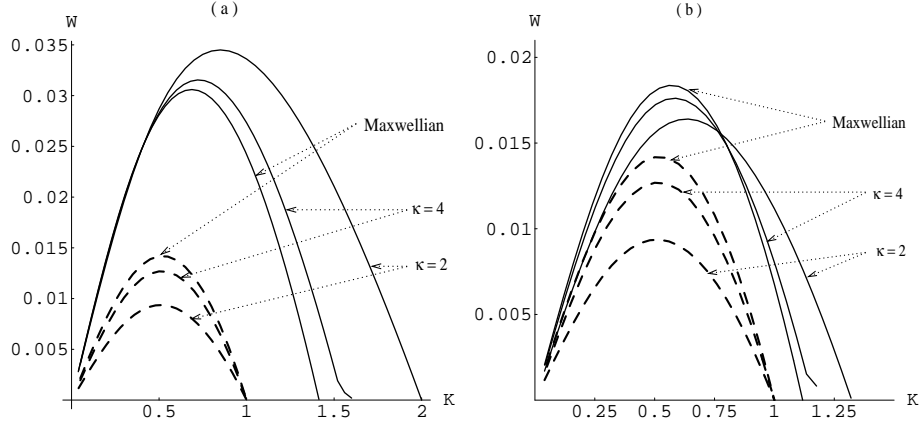 ( a )
W
0.035
0.03
0.025
0.02
0.015
0.01
0.005
0.5
1
1.5
2
K
Maxwellian
κ = 4
κ = 2
( b )
W
0.02
0.015
0.01
0.005
0.25
0.5
0.75
1
1.25
K
Maxwellian
κ = 4
κ = 2